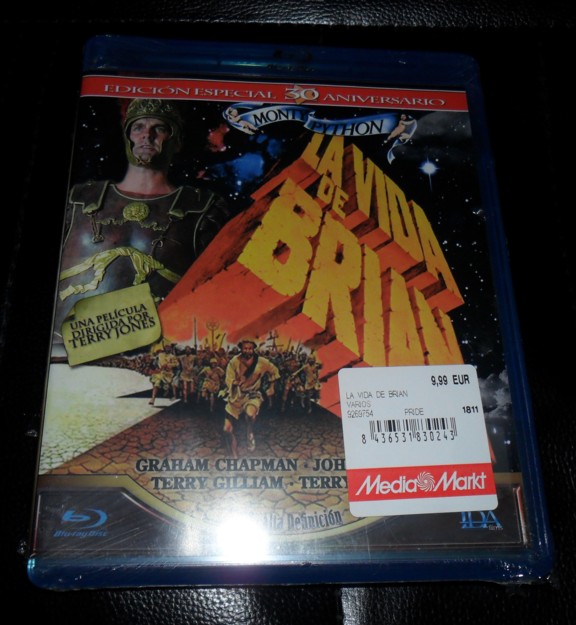 EDICIÓN ESPECIAL 30 ANIVERSARIO
MONTY PYTHON
LA VIDA
DE
BRIAN
UNA PELÍCULA
DIRIGIDA POR
TERRY JONES
9,99 EUR
LA VIDA DE BRIAN
VARIOS
9269754 PRIDE 1811
8 436531 830243
Media Markt
GRAHAM CHAPMAN · JOH
TERRY GILLIAM · TERRY
Alta Definición
Blu-ray Disc